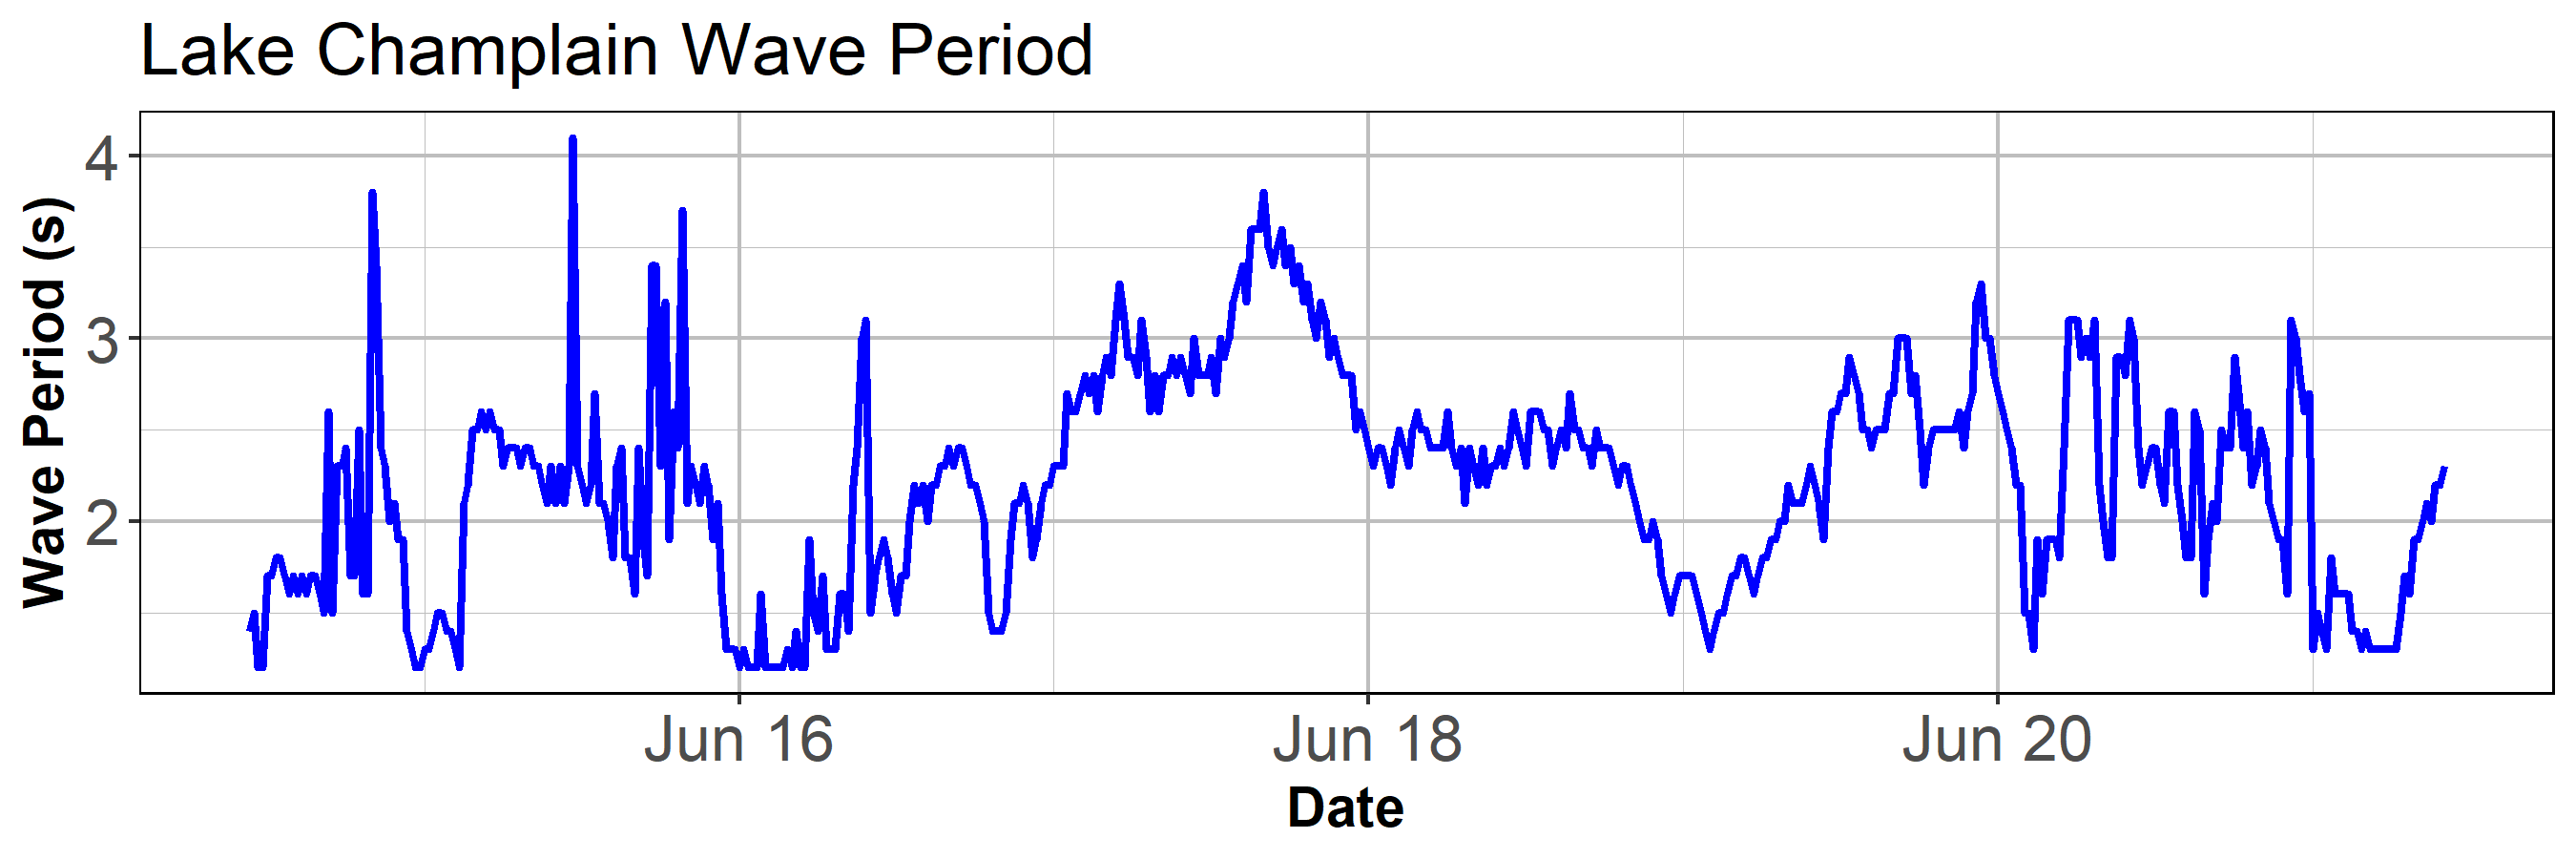 Lake Champlain Wave Period
Wave Period (s)
4
3
2
Jun 16
Jun 18
Jun 20
Date